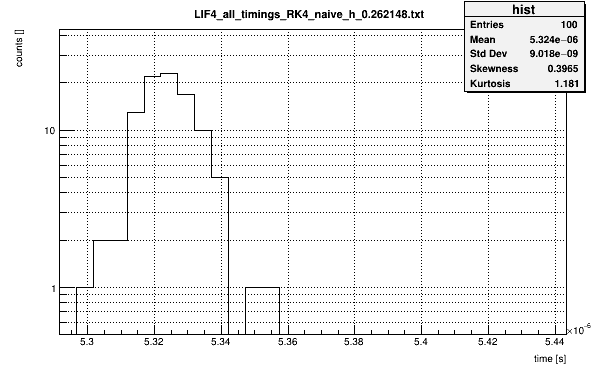 LIF4_all_timings_RK4_naive_h_0.262148.txt
hist
Entries 100
Mean 5.324e−06
Std Dev 9.018e−09
Skewness 0.3965
Kurtosis 1.181
counts []
10
1
5.3 5.32 5.34 5.36 5.38 5.4 5.42 5.44
×10⁻⁶
time [s]